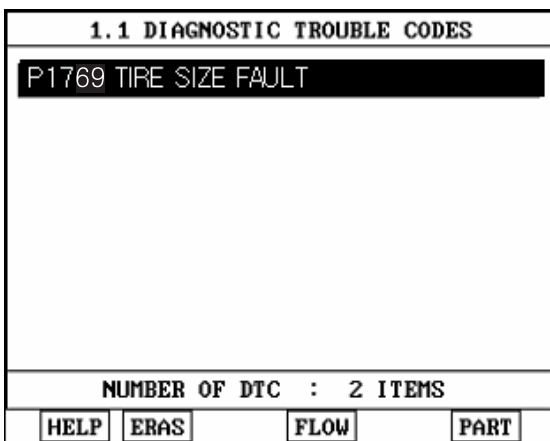 1.1 DIAGNOSTIC TROUBLE CODES
P1769 TIRE SIZE FAULT
NUMBER OF DTC : 2 ITEMS
HELP ERAS FLOW PART